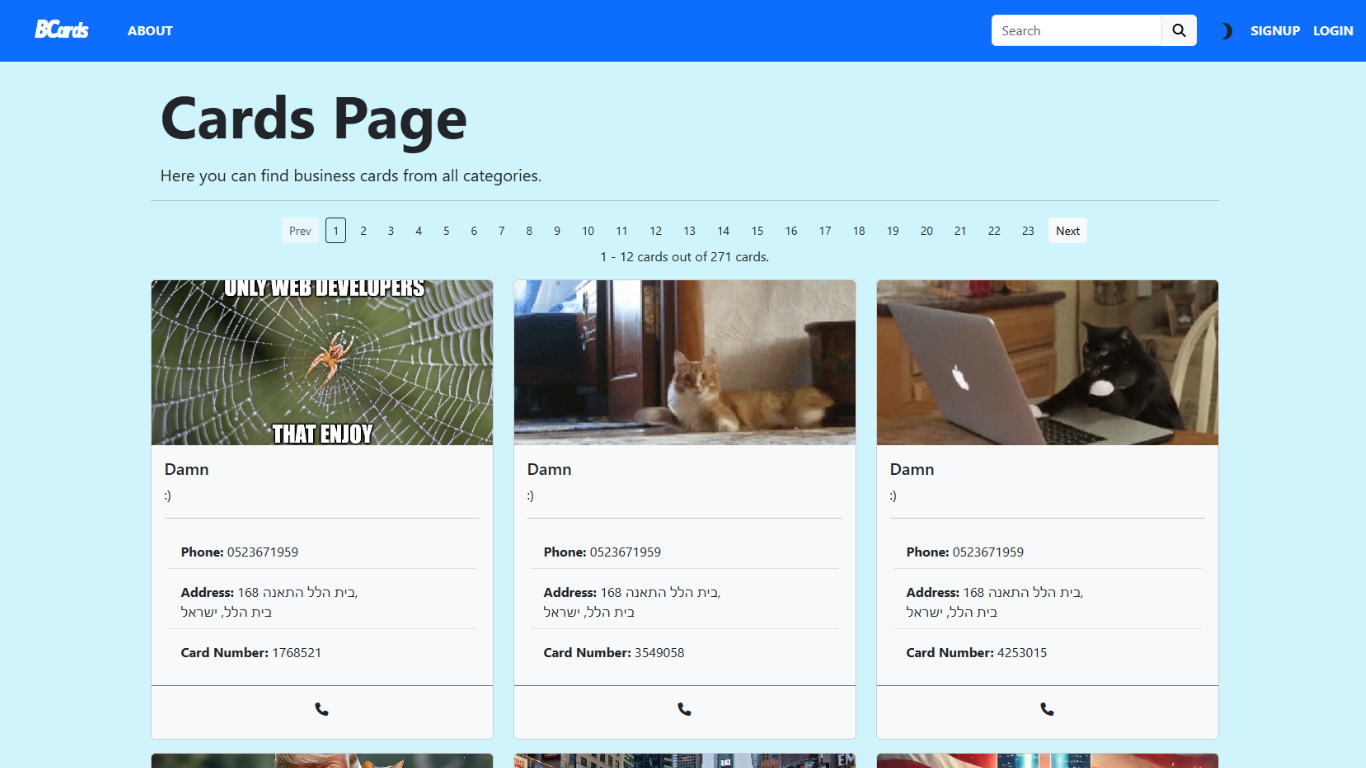 BCards ABOUT Search SIGNUP LOGIN
Cards Page
Here you can find business cards from all categories.
Prev 1 2 3 4 5 6 7 8 9 10 11 12 13 14 15 16 17 18 19 20 21 22 23 Next
1 - 12 cards out of 271 cards.
ONLY WEB DEVELOPERS
THAT ENJOY
Damn
:)
Phone: 0523671959
Address: בית הלל התאנה 168,
בית הלל, ישראל
Card Number: 1768521
Damn
:)
Phone: 0523671959
Address: בית הלל התאנה 168,
בית הלל, ישראל
Card Number: 3549058
Damn
:)
Phone: 0523671959
Address: בית הלל התאנה 168,
בית הלל, ישראל
Card Number: 4253015